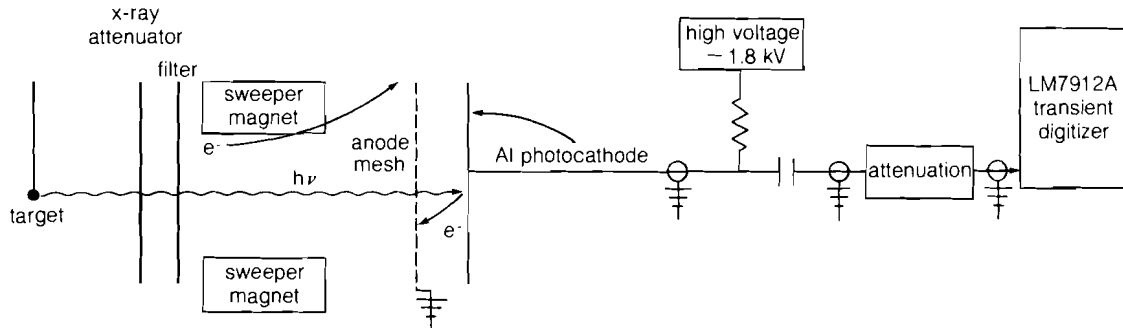 x-ray
attenuator
filter
sweeper
magnet
e-
anode
mesh
hν
target
e-
sweeper
magnet
Al photocathode
high voltage
− 1.8 kV
attenuation
LM7912A
transient
digitizer